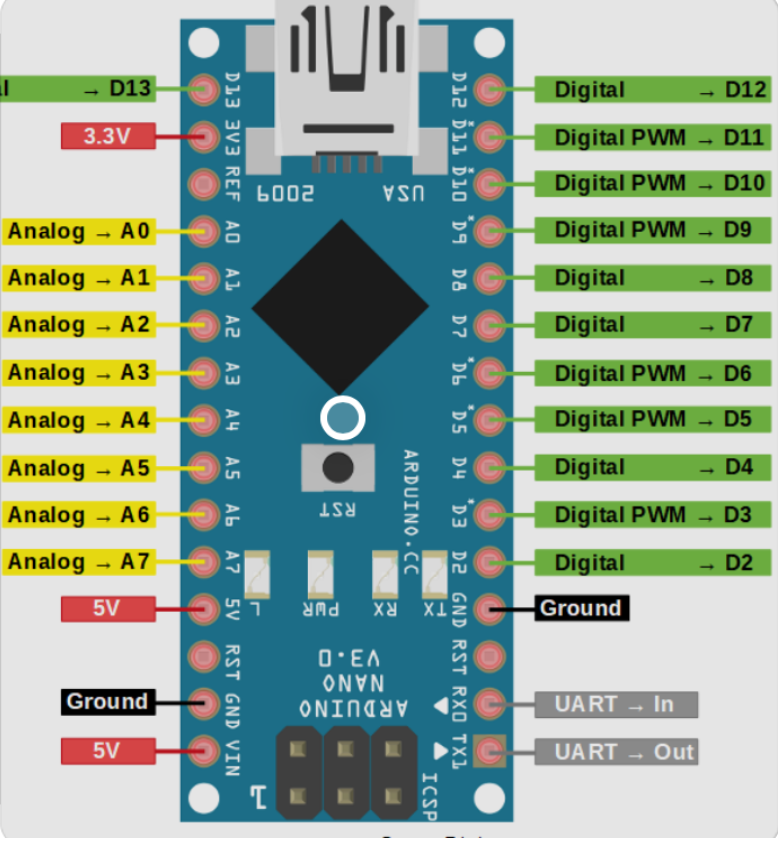 l → D13
3.3V
Analog → A0
Analog → A1
Analog → A2
Analog → A3
Analog → A4
Analog → A5
Analog → A6
Analog → A7
5V
Ground
5V
D13
3V3
REF
A0
A1
A2
A3
A4
A5
A6
A7
5V
RST
GND
VIN
2009
USA
RST
ARDUINO.CC
L
PWR
RX
TX
V3.0
NANO
ARDUINO
1
ICSP
D12
D11*
D10*
D9*
D8
D7
D6*
D5*
D4
D3*
D2
GND
RST
RX0
TX1
Digital → D12
Digital PWM → D11
Digital PWM → D10
Digital PWM → D9
Digital → D8
Digital → D7
Digital PWM → D6
Digital PWM → D5
Digital → D4
Digital PWM → D3
Digital → D2
Ground
UART → In
UART → Out